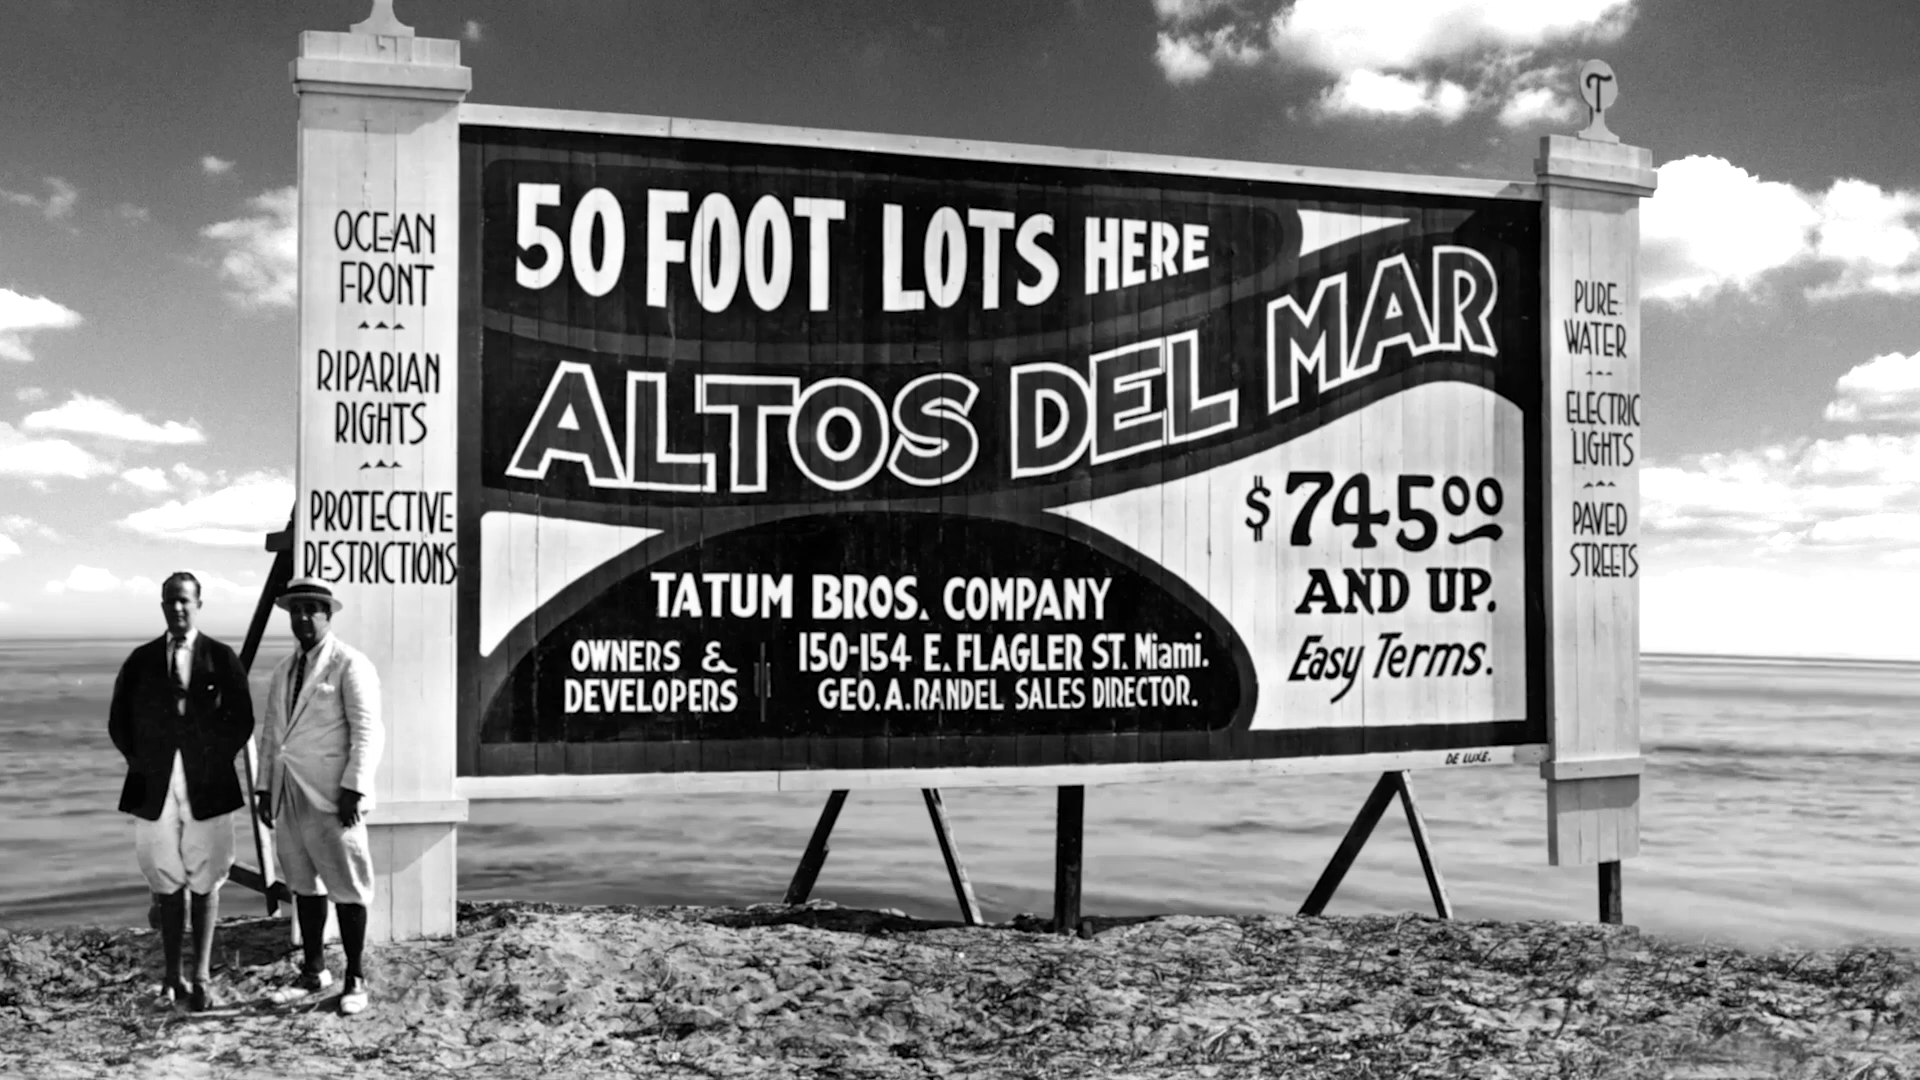 OCEAN
FRONT
RIPARIAN
RIGHTS
PROTECTIVE
RESTRICTIONS
50 FOOT LOTS HERE
ALTOS DEL MAR
$74500
AND UP.
Easy Terms.
TATUM BROS. COMPANY
OWNERS &
DEVELOPERS
150-154 E. FLAGLER ST. Miami.
GEO. A. RANDEL SALES DIRECTOR.
DE LUXE.
T
PURE
WATER
ELECTRIC
LIGHTS
PAVED
STREETS